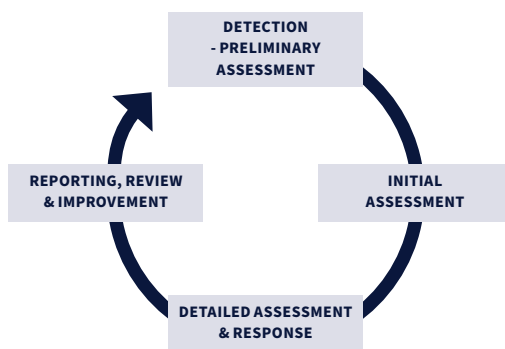 DETECTION
- PRELIMINARY
ASSESSMENT
INITIAL
ASSESSMENT
DETAILED ASSESSMENT
& RESPONSE
REPORTING, REVIEW
& IMPROVEMENT